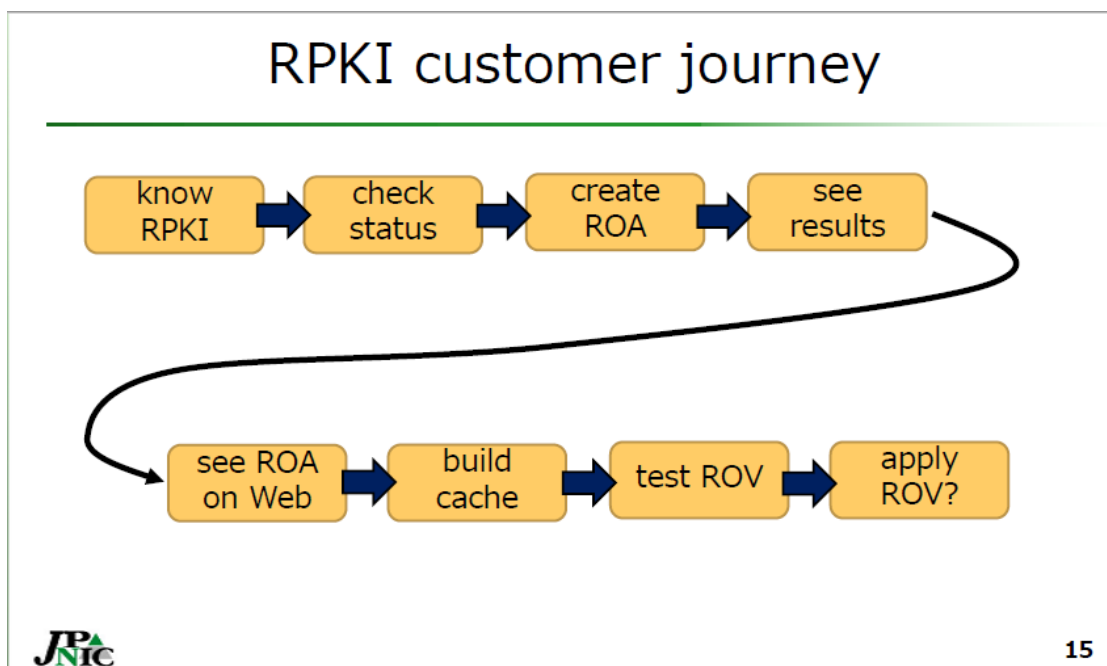 RPKI customer journey
know
RPKI
check
status
create
ROA
see
results
see ROA
on Web
build
cache
test ROV
apply
ROV?
JPNIC
15